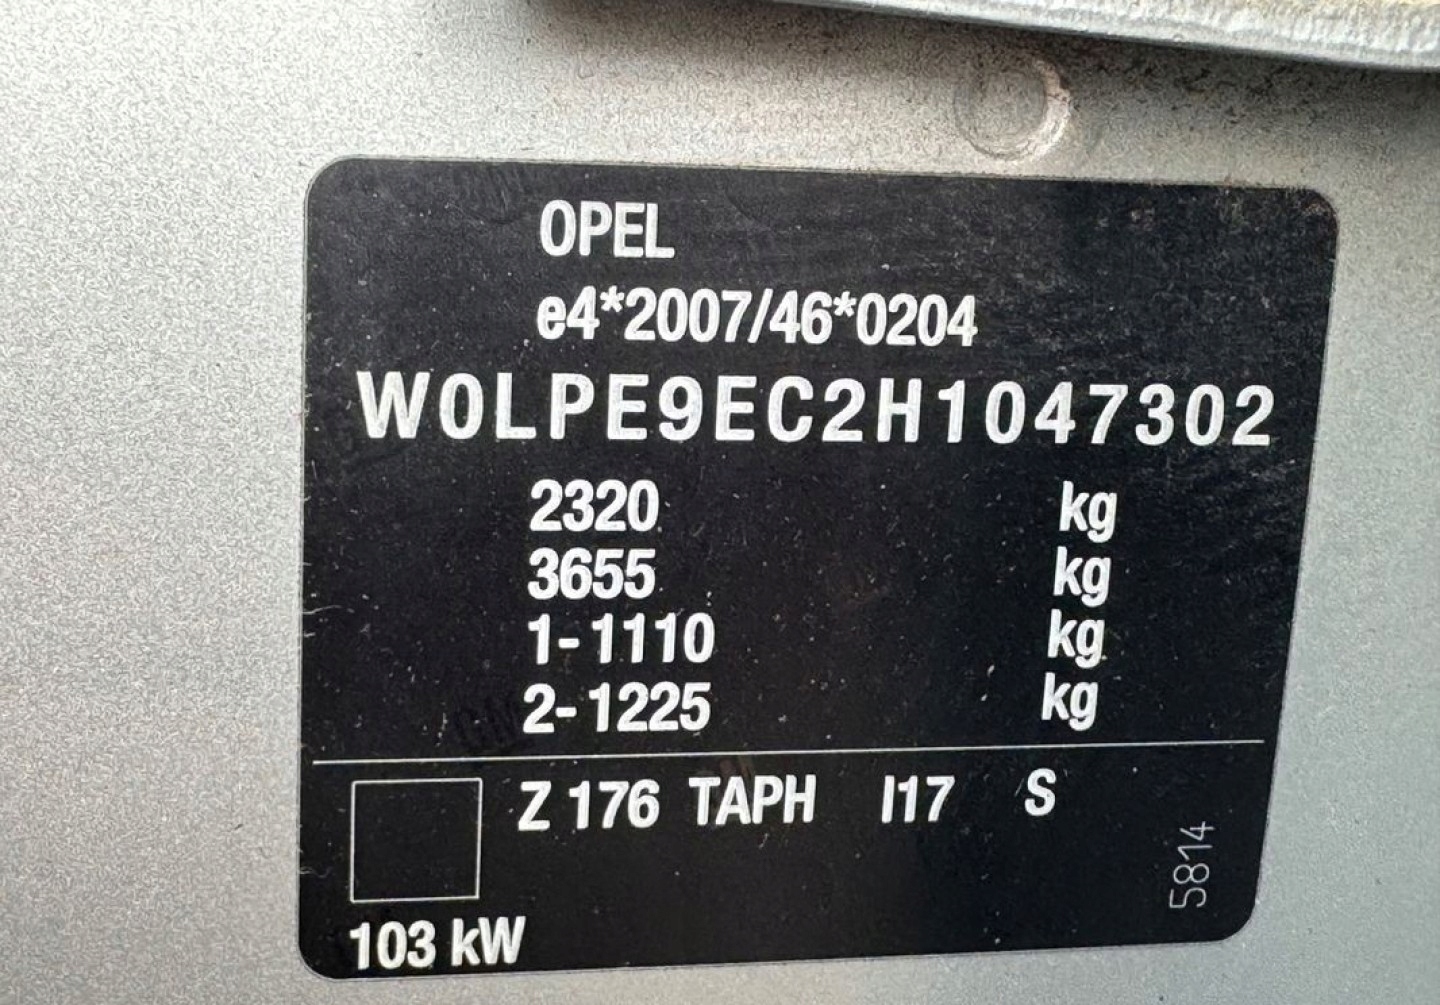 OPEL
e4*2007/46*0204
W0LPE9EC2H1047302
2320 kg
3655 kg
1-1110 kg
2-1225 kg
Z 176 TAPH I17 S
5814
103 kW